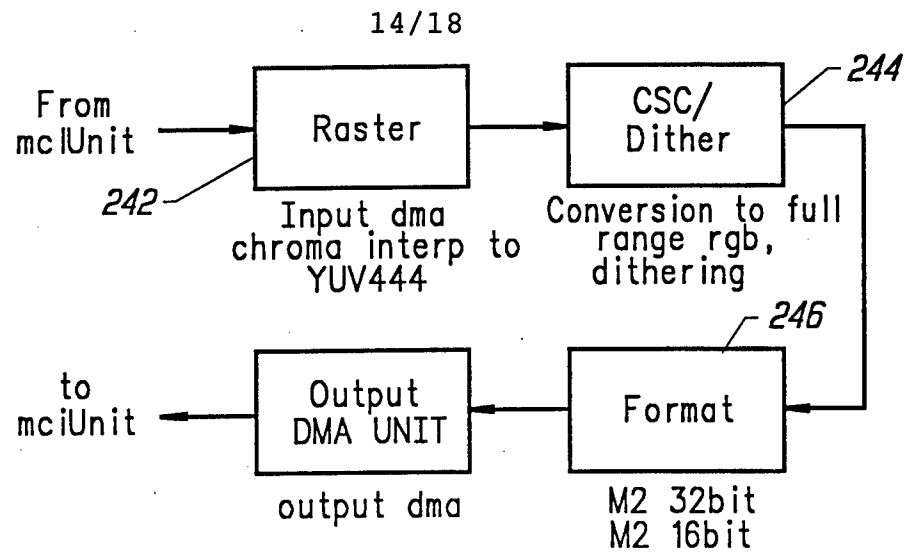 14/18
From
mciUnit
Raster
242
Input dma
chroma interp to
YUV444
CSC/
Dither
244
Conversion to full
range rgb,
dithering
246
Format
M2 32bit
M2 16bit
Output
DMA UNIT
output dma
to
mciUnit